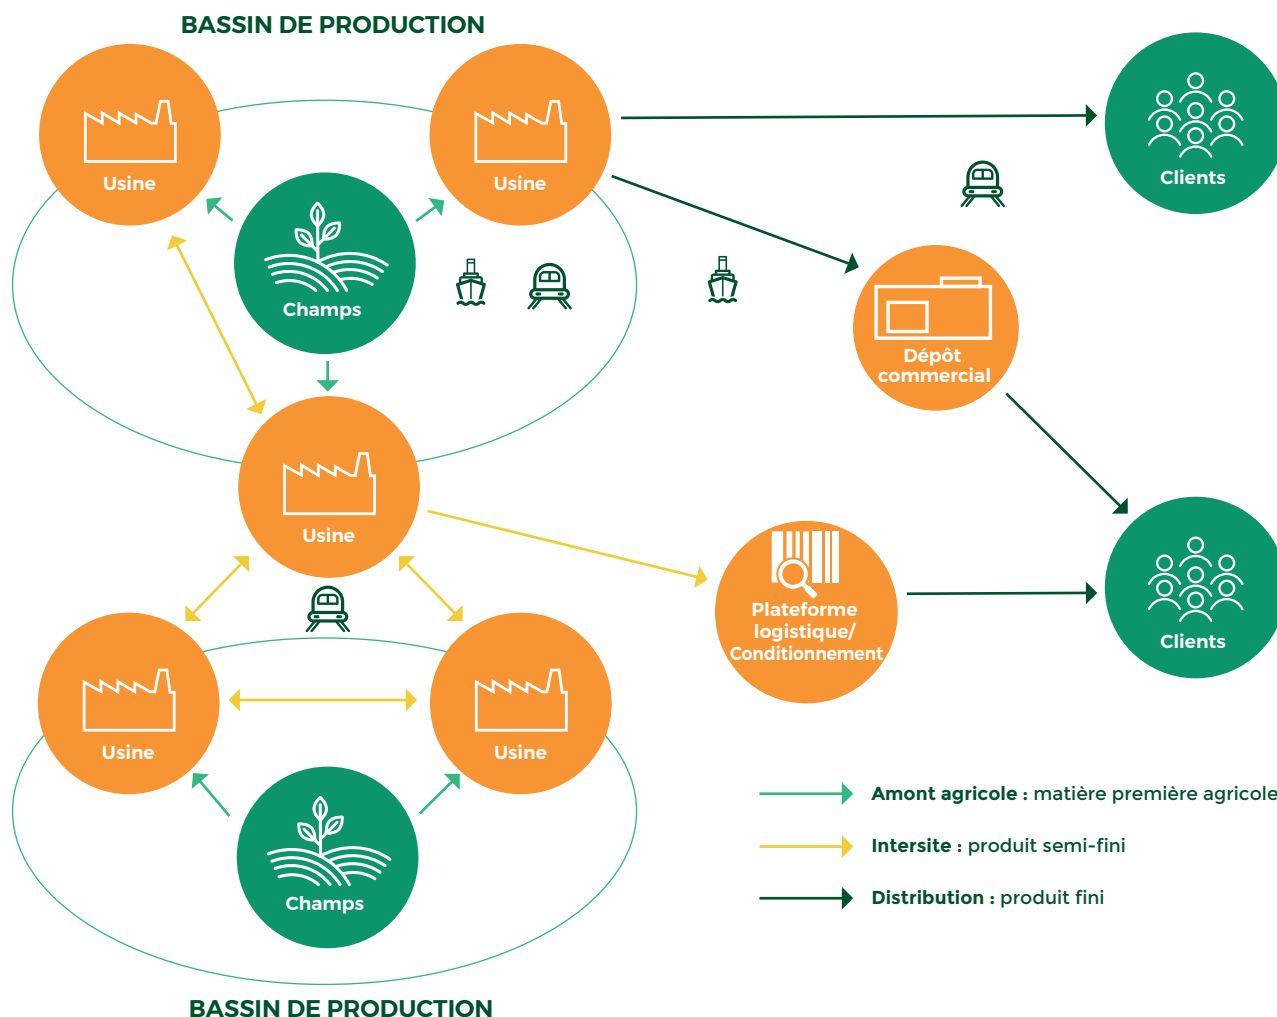 BASSIN DE PRODUCTION
Usine
Usine
Clients
Champs
Dépôt
commercial
Usine
Plateforme
logistique/
Conditionnement
Clients
Usine
Usine
Champs
Amont agricole : matière première agricole
Intersite : produit semi-fini
Distribution : produit fini
BASSIN DE PRODUCTION